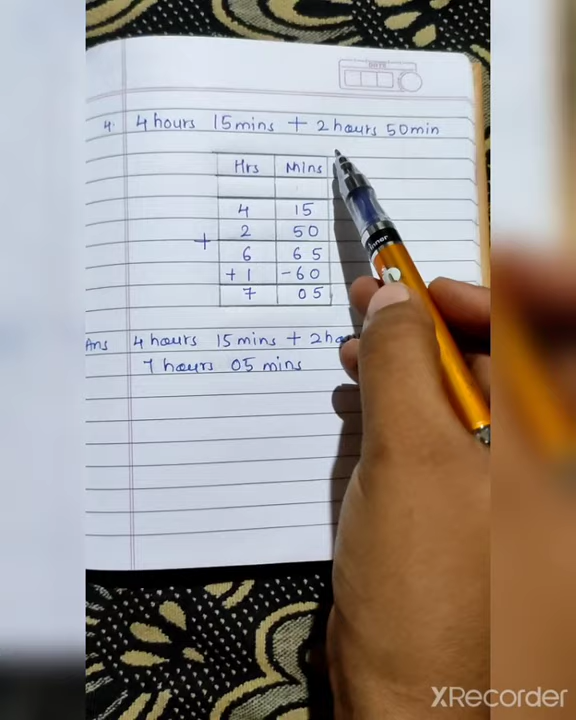 DATE
4. 4 hours 15 mins + 2 hours 50 min
Hrs Mins
4 15
+ 2 50
6 65
+1 -60
7 05
Ans 4 hours 15 mins + 2
7 hours 05 mins
XRecorder